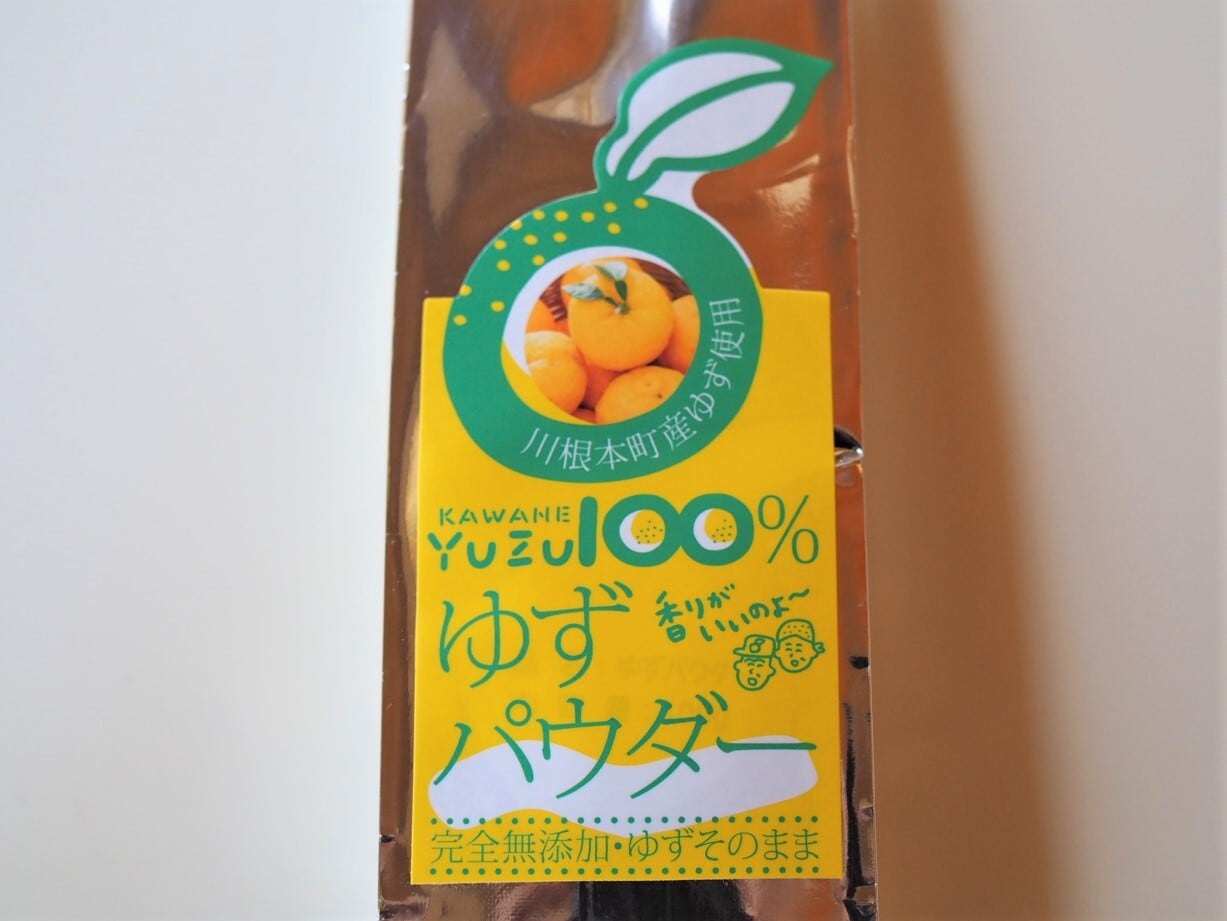 川根本町産ゆず使用
KAWANE
YUZU100%
ゆず
香りが
いいのよ～
パウダー
完全無添加・ゆずそのまま